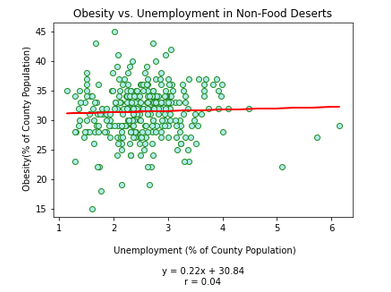 Obesity vs. Unemployment in Non-Food Deserts
Obesity(% of County Population)
45
40
35
30
25
20
15
1 2 3 4 5 6
Unemployment (% of County Population)
y = 0.22x + 30.84
r = 0.04